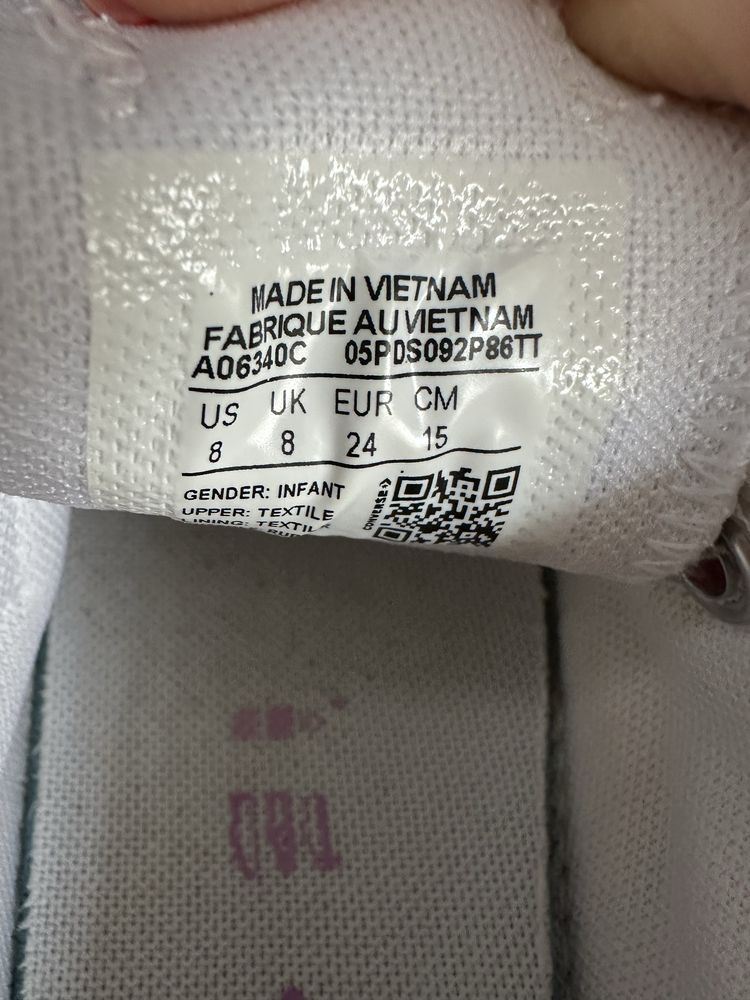 MADE IN VIETNAM
FABRIQUE AU VIETNAM
A06340C 05PDS092P86TT
US UK EUR CM
8 8 24 15
GENDER: INFANT
UPPER: TEXTILE
LINING: TEXTILE
CONVERSE